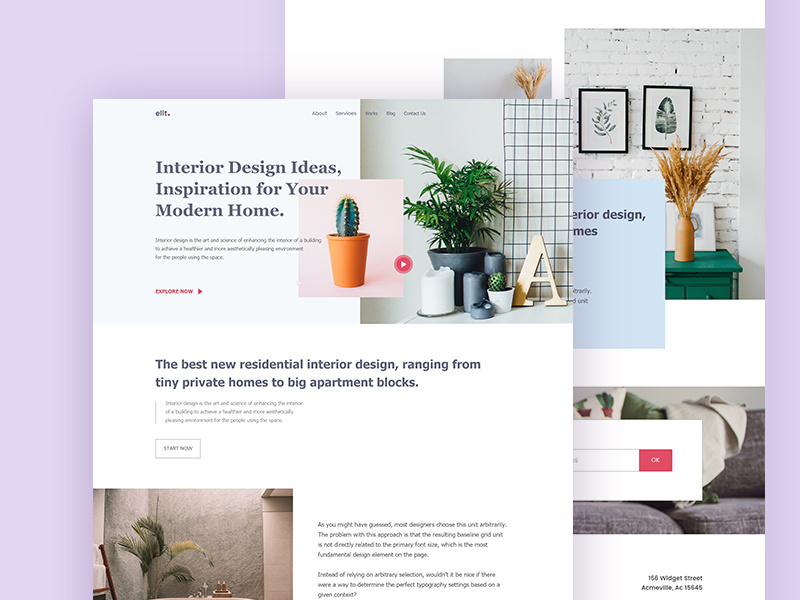 elit.
About Services Works Blog Contact Us
Interior Design Ideas,
Inspiration for Your
Modern Home.
Interior design is the art and science of enhancing the interior of a building
to achieve a healthier and more aesthetically pleasing environment
for the people using the space.
EXPLORE NOW
A
The best new residential interior design, ranging from
tiny private homes to big apartment blocks.
Interior design is the art and science of enhancing the interior
of a building to achieve a healthier and more aesthetically
pleasing environment for the people using the space.
START NOW
As you might have guessed, most designers choose this unit arbitrarily.
The problem with this approach is that the resulting baseline grid unit
is not directly related to the primary font size, which is the most
fundamental design element on the page.
Instead of relying on arbitrary selection, wouldn't it be nice if there
were a way to determine the perfect typography settings based on a
given context?
erior design,
mes
itrarily.
d unit
OK
156 Widget Street
Acmeville, Ac 15645